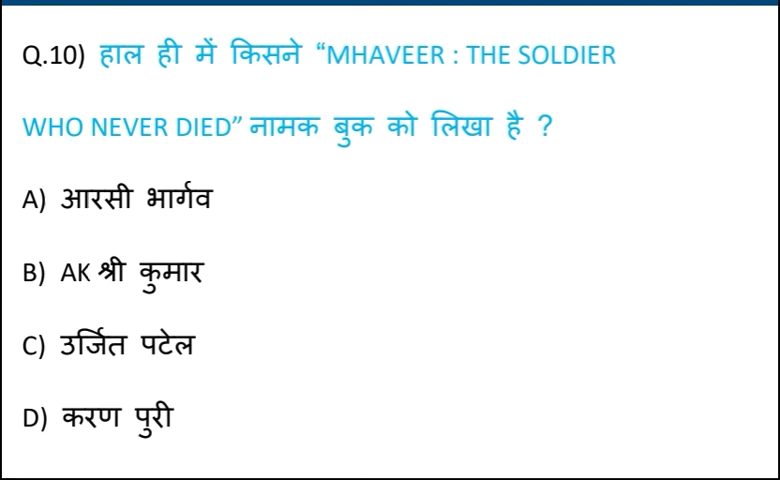 Q.10) हाल ही में किसने “MHAVEER : THE SOLDIER
WHO NEVER DIED” नामक बुक को लिखा है ?
A) आरसी भार्गव
B) AK श्री कुमार
C) उर्जित पटेल
D) करण पुरी